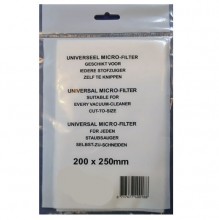 UNIVERSEEL MICRO-FILTER
GESCHIKT VOOR
IEDERE STOFZUIGER
ZELF TE KNIPPEN
UNIVERSAL MICRO-FILTER
SUITABLE FOR
EVERY VACUUM-CLEANER
CUT-TO-SIZE
UNIVERSAL MICRO-FILTER
FÜR JEDEN
STAUBSAUGER
SELBST-ZU-SCHNEIDEN
200 x 250mm